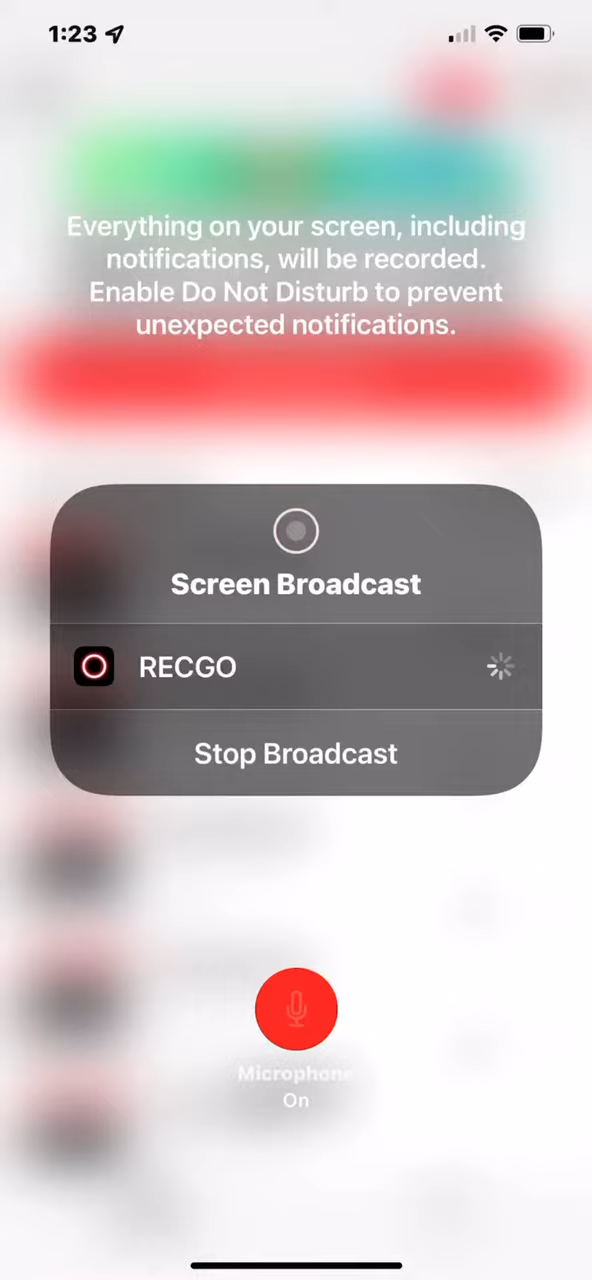 1:23
Everything on your screen, including
notifications, will be recorded.
Enable Do Not Disturb to prevent
unexpected notifications.
Screen Broadcast
RECGO
Stop Broadcast
Microphone
On